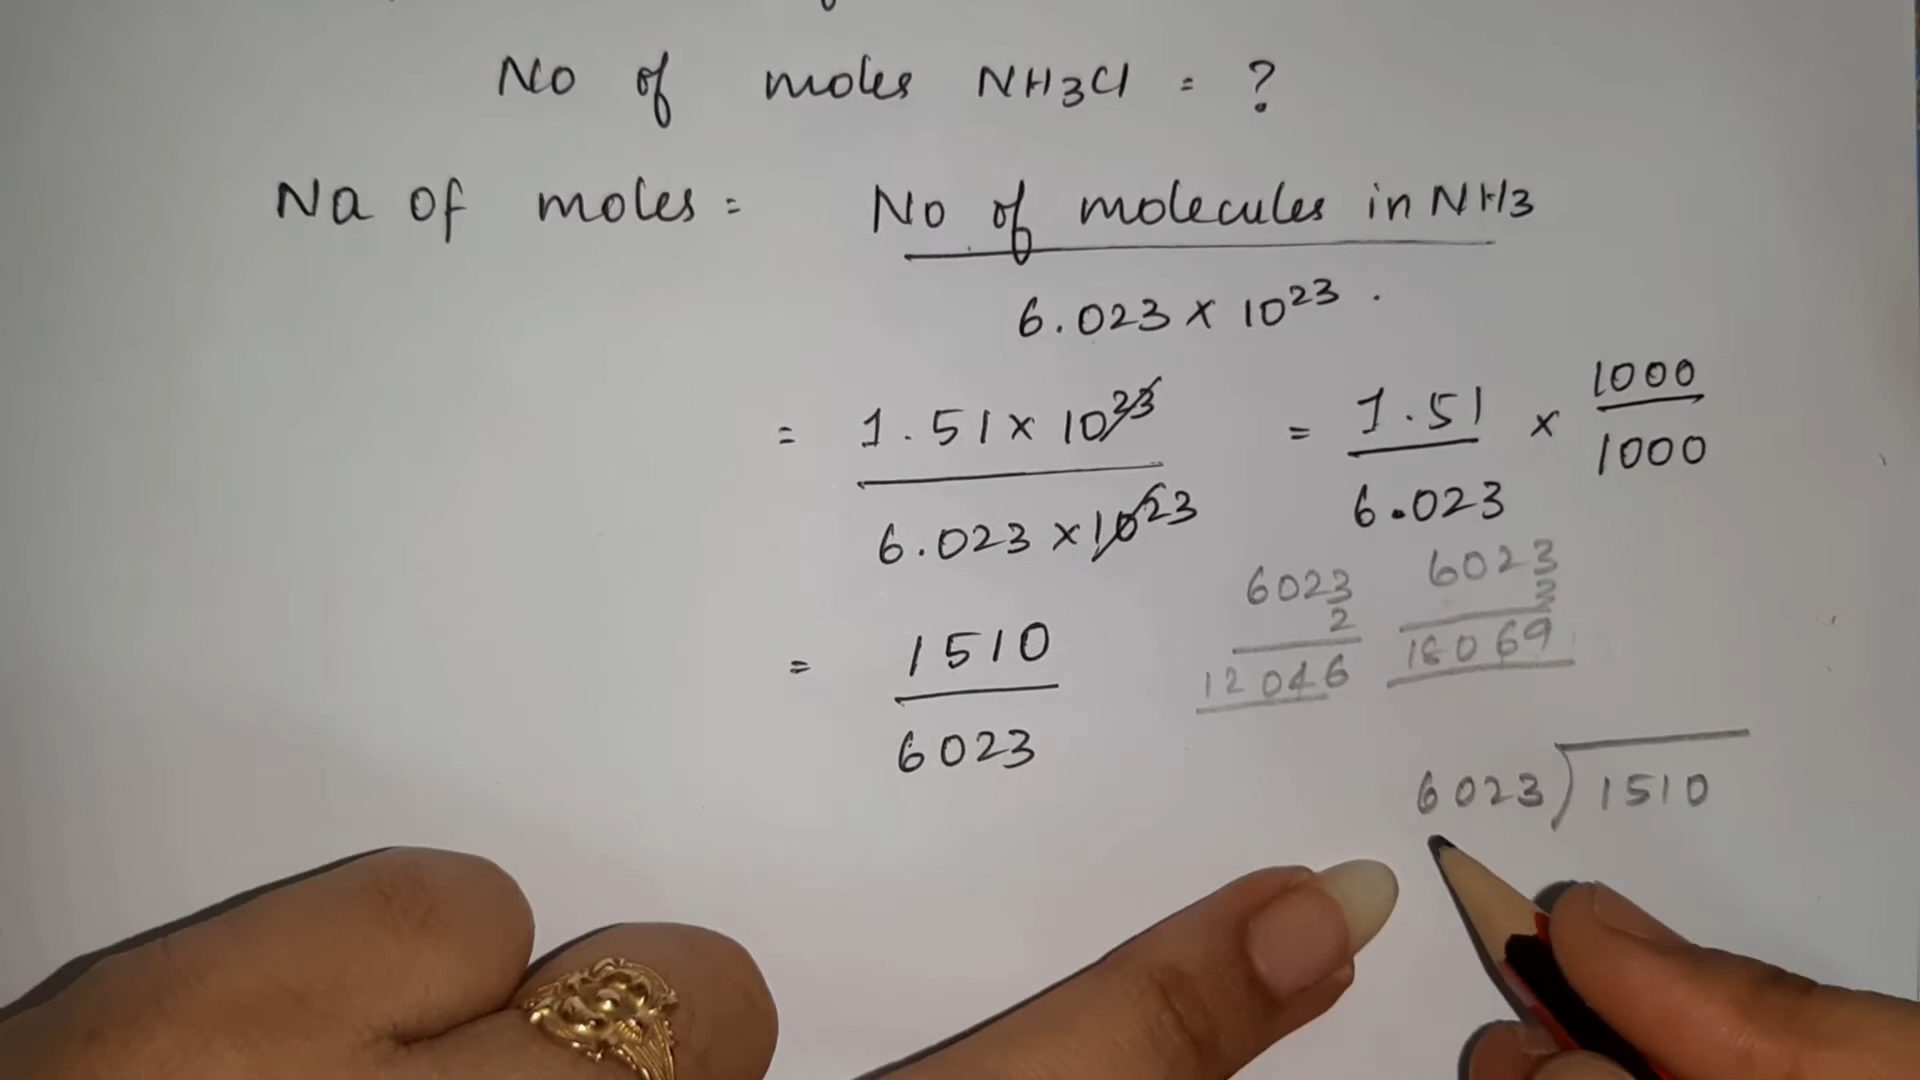 No of moles NH3Cl = ?
Na of moles = No of molecules in NH3
6.023 x 10^23 .
= 1.51 x 10^23 = 1.51 x 1000
6.023 x 10^23 6.023 1000
6023 6023
2 3
12046 18069
= 1510
6023
6023) 1510